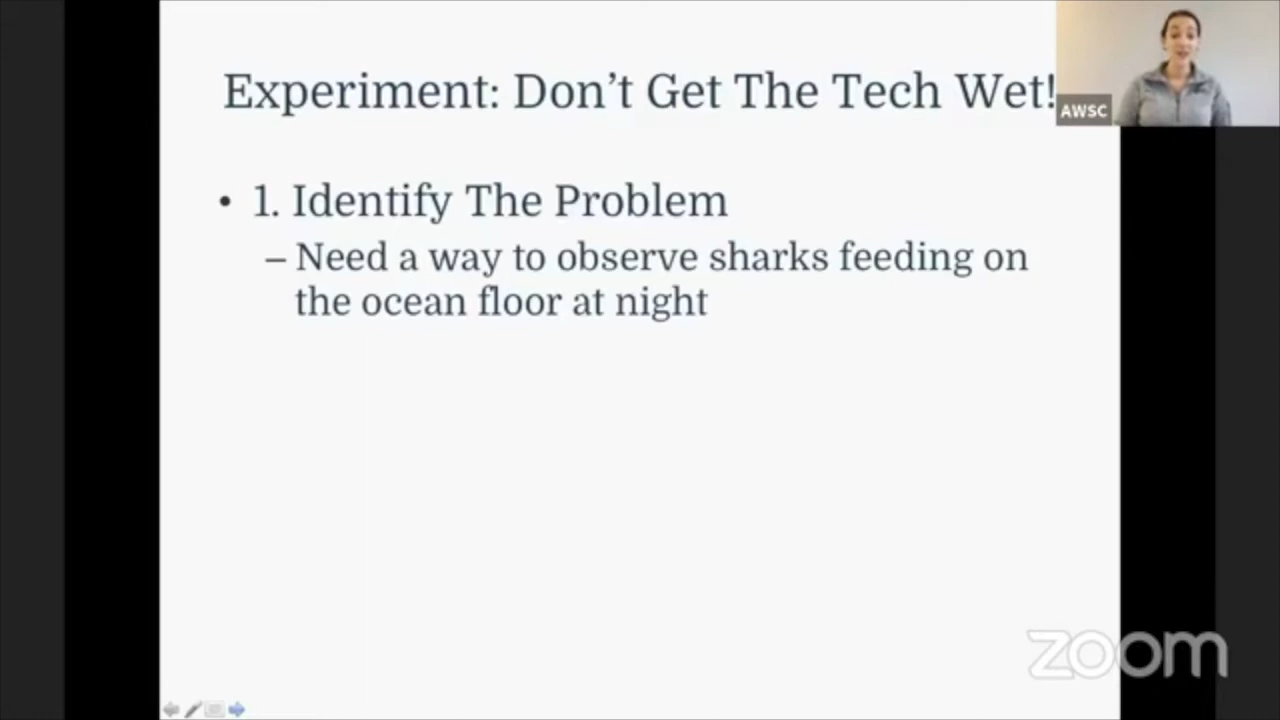 Experiment: Don't Get The Tech Wet!
AWSC
• 1. Identify The Problem
– Need a way to observe sharks feeding on
the ocean floor at night
zoom